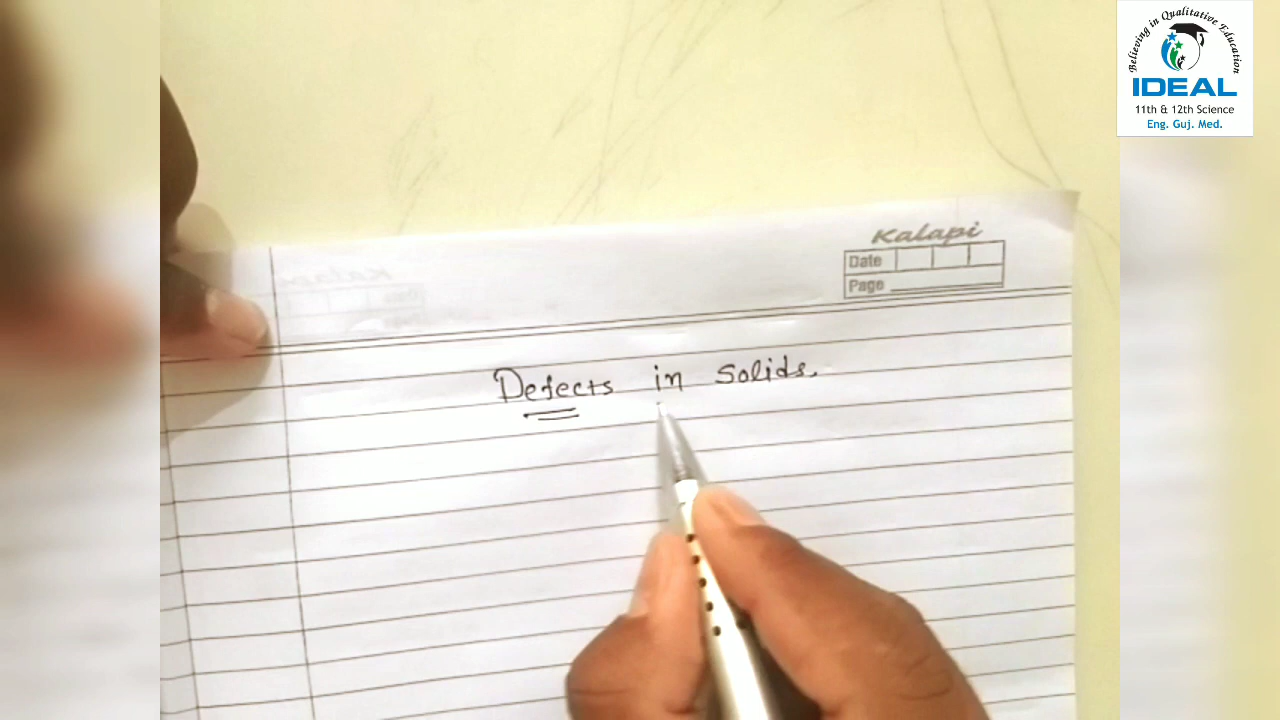 Believing in Qualitative Education
IDEAL
11th & 12th Science
Eng. Guj. Med.
Kalapi
Date
Page
Defects in Solids.